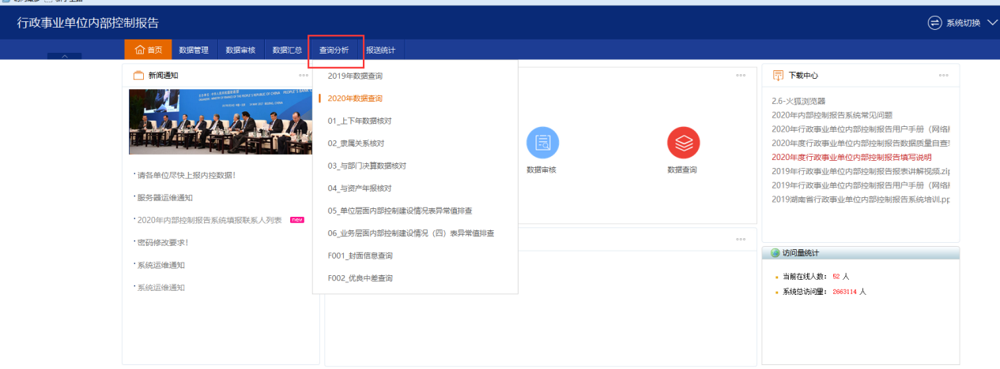 行政事业单位内部控制报告
系统切换
首页 数据管理 数据审核 数据汇总 查询分析 报送统计
新闻通知
请各单位尽快上报内控数据!
服务器运维通知
2020年内部控制报告系统填报联系人列表 new
密码修改要求!
系统运维通知
系统运维通知
2019年数据查询
2020年数据查询
01_上下年数据核对
02_隶属关系核对
03_与部门决算数据核对
04_与资产年报核对
05_单位层面内部控制建设情况表异常值排查
06_业务层面内部控制建设情况（四）表异常值排查
F001_封面信息查询
F002_优良中差查询
数据审核
数据查询
下载中心
2.6-火狐浏览器
2020年内部控制报告系统常见问题
2020年行政事业单位内部控制报告用户手册（网络
2020年度行政事业单位内部控制报告数据质量自查
2020年度行政事业单位内部控制报告填写说明
2019年行政事业单位内部控制报告报表讲解视频.zip
2019年行政事业单位内部控制报告用户手册（网络
2019湖南省行政事业单位内部控制报告系统培训.pp
访问量统计
当前在线人数: 52 人
系统总访问量: 2663114 人